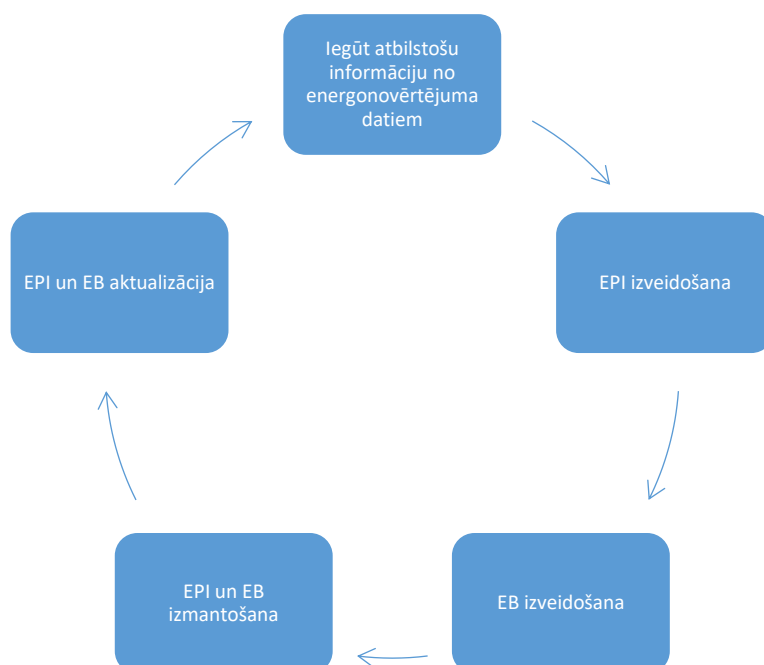 Iegūt atbilstošu
informāciju no
energonovērtējuma
datiem
EPI izveidošana
EB izveidošana
EPI un EB
izmantošana
EPI un EB aktualizācija